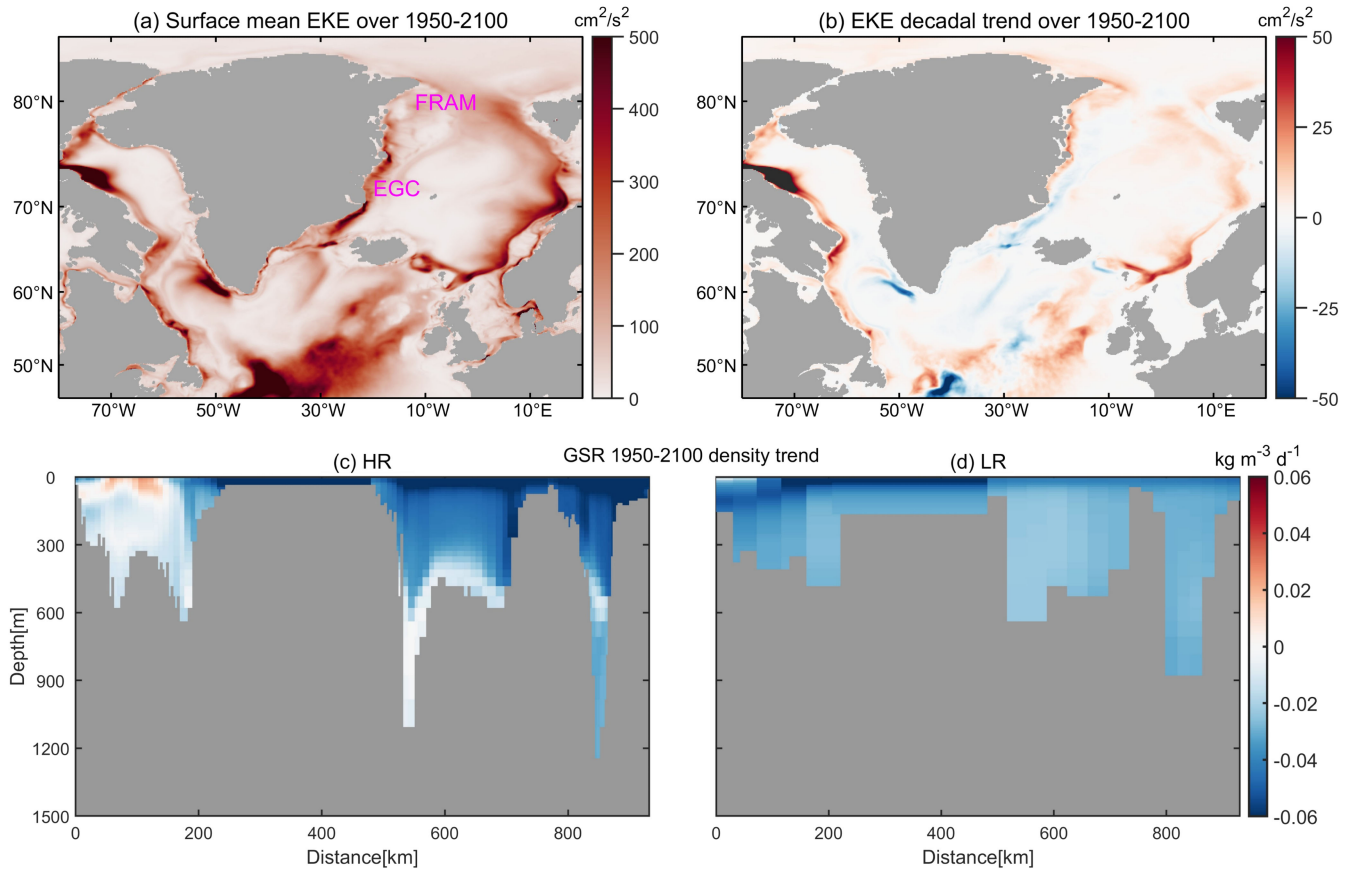 (a) Surface mean EKE over 1950-2100
cm²/s²
(b) EKE decadal trend over 1950-2100
cm²/s²
80°N
70°N
60°N
50°N
70°W
50°W
30°W
10°W
10°E
FRAM
EGC
500
400
300
200
100
0
80°N
70°N
60°N
50°N
70°W
50°W
30°W
10°W
10°E
50
25
0
-25
-50
GSR 1950-2100 density trend
(c) HR
(d) LR
kg m⁻³ d⁻¹
Depth[m]
0
300
600
900
1200
1500
0
200
400
600
800
Distance[km]
0
200
400
600
800
Distance[km]
0.06
0.04
0.02
0
-0.02
-0.04
-0.06